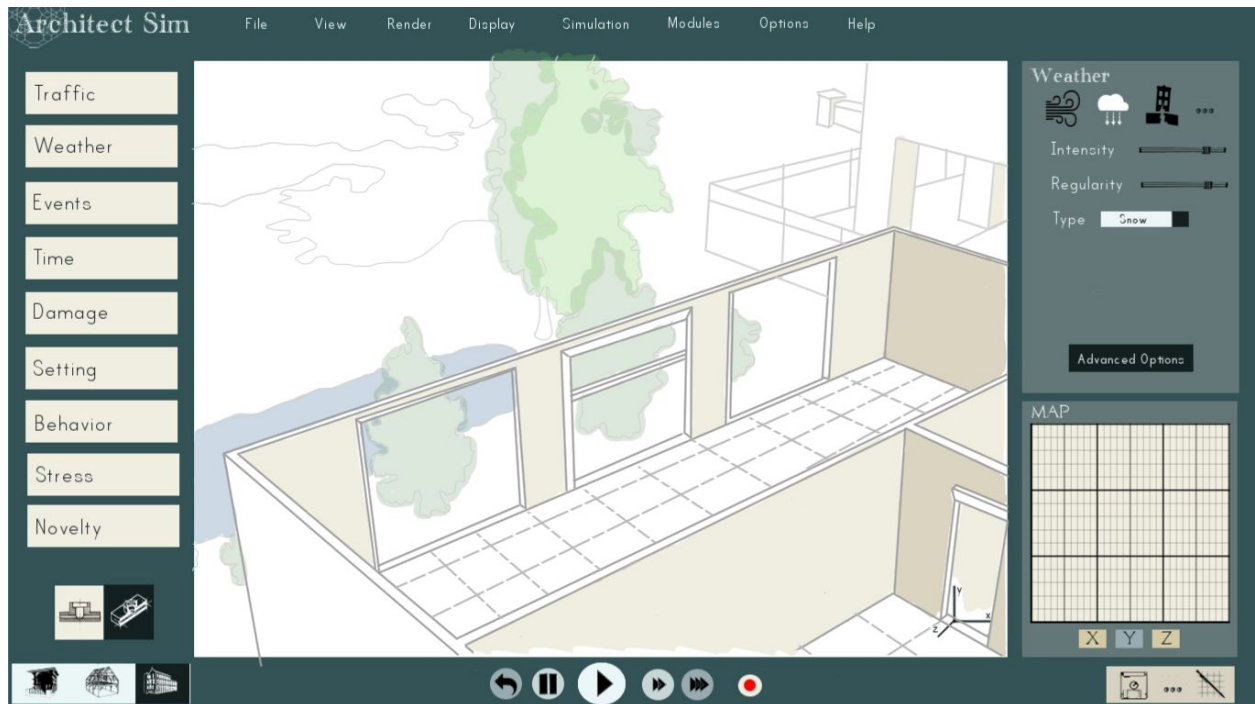 Architect Sim
File View Render Display Simulation Modules Options Help
Traffic
Weather
Events
Time
Damage
Setting
Behavior
Stress
Novelty
Weather
Intensity
Regularity
Type Snow
Advanced Options
MAP
X Y Z
y
x
z